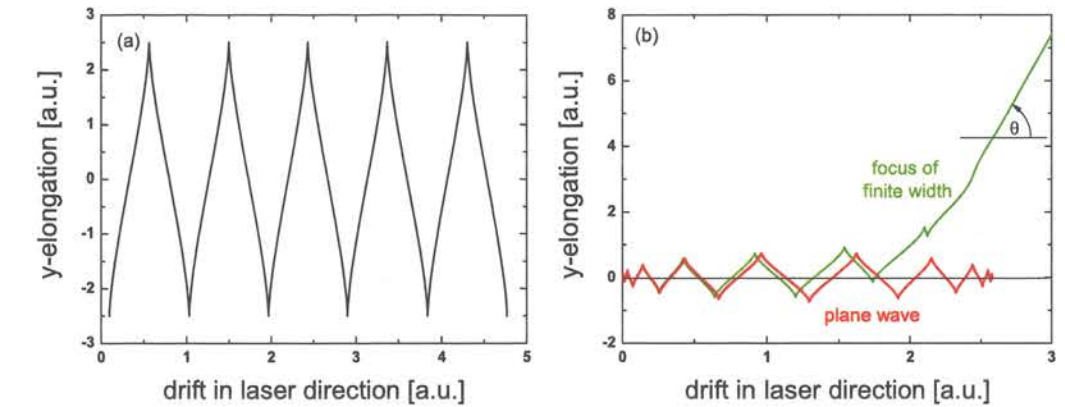 (a)
3
2
1
0
-1
-2
-3
0 1 2 3 4 5
y-elongation [a.u.]
drift in laser direction [a.u.]
(b)
8
6
4
2
0
-2
0 1 2 3
y-elongation [a.u.]
θ
focus of
finite width
plane wave
drift in laser direction [a.u.]